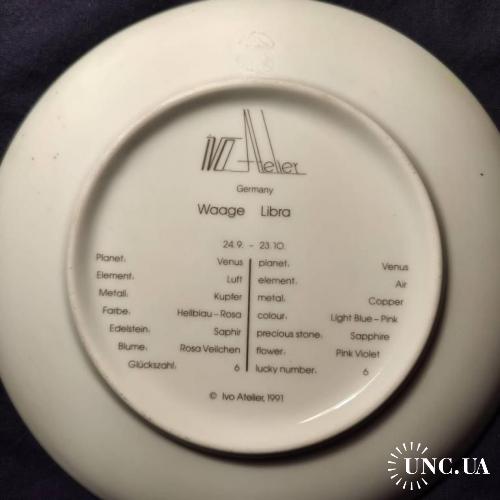 IVO Atelier
Germany
Waage Libra
24.9. – 23.10.
Planet: Venus planet: Venus
Element: Luft element: Air
Metall: Kupfer metal: Copper
Farbe: Hellblau – Rosa colour: Light Blue – Pink
Edelstein: Saphir precious stone: Sapphire
Blume: Rosa Veilchen flower: Pink Violet
Glückszahl: 6 lucky number: 6
© Ivo Atelier, 1991
UNC.UA